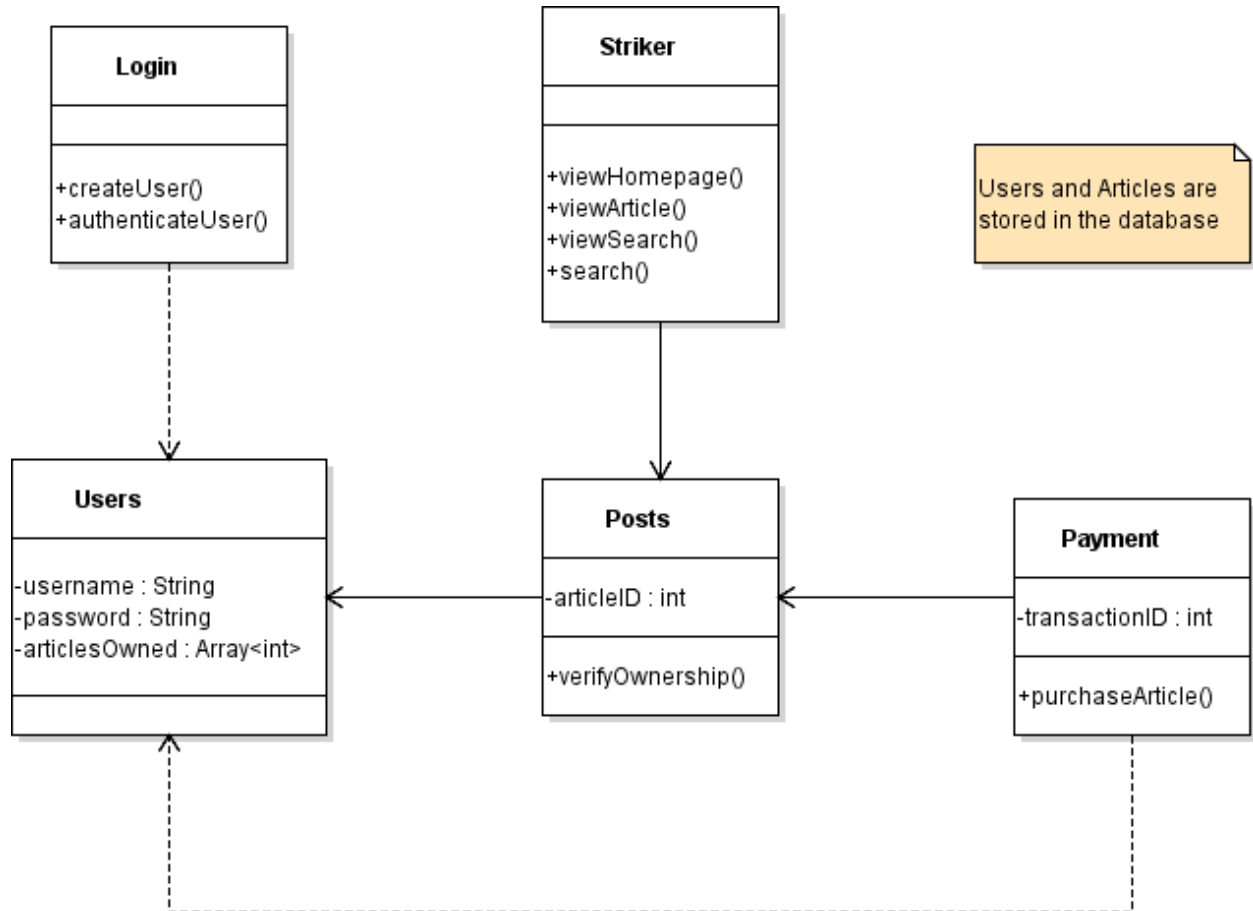 Login
+createUser()
+authenticateUser()
Striker
+viewHomepage()
+viewArticle()
+viewSearch()
+search()
Users and Articles are
stored in the database
Users
-username : String
-password : String
-articlesOwned : Array<int>
Posts
-articleID : int
+verifyOwnership()
Payment
-transactionID : int
+purchaseArticle()